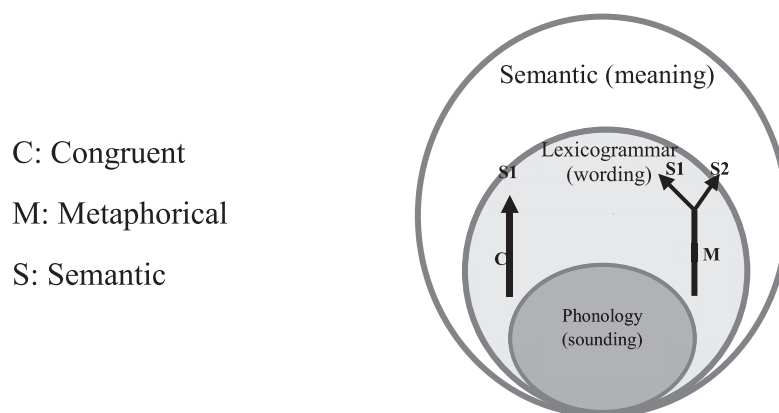 C: Congruent
M: Metaphorical
S: Semantic
Semantic (meaning)
Lexicogrammar
(wording)
S1
S1
S2
C
M
Phonology
(sounding)